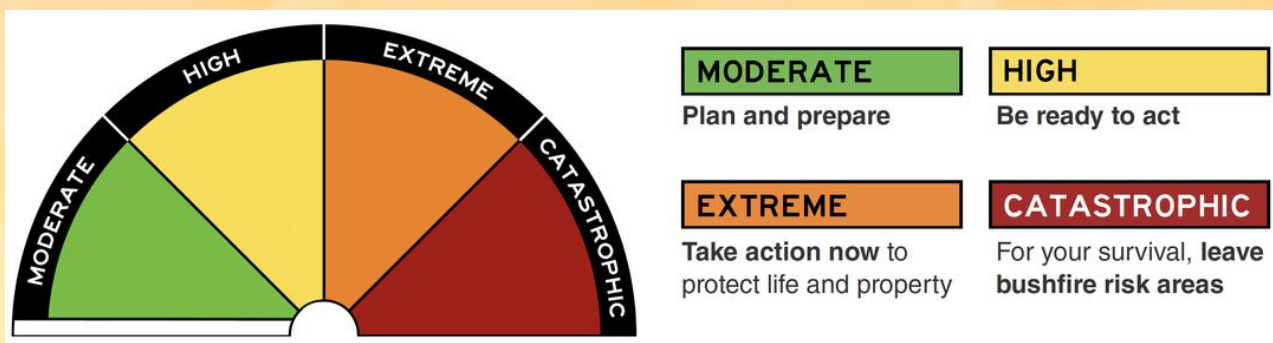 MODERATE
HIGH
EXTREME
CATASTROPHIC
MODERATE
Plan and prepare
HIGH
Be ready to act
EXTREME
Take action now to
protect life and property
CATASTROPHIC
For your survival, leave
bushfire risk areas